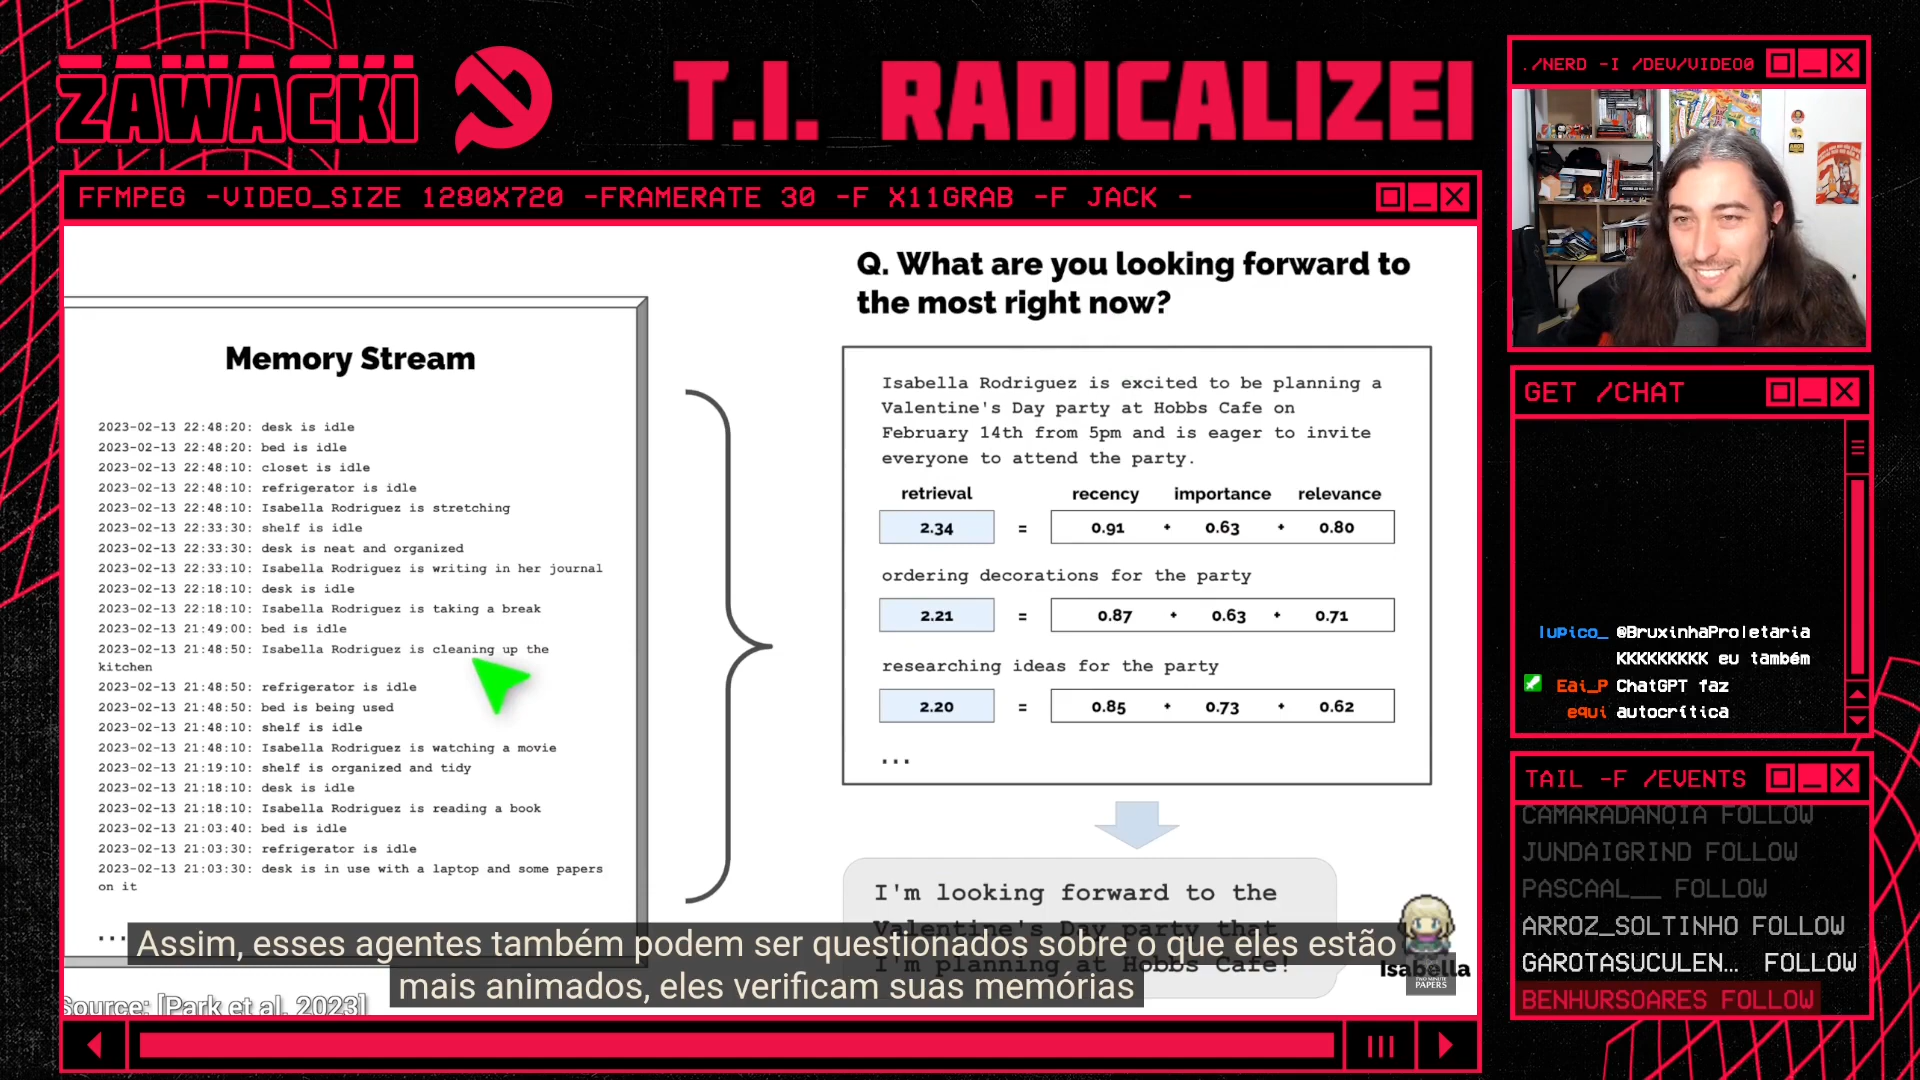 ZAWACKI
T.I. RADICALIZEI
FFMPEG -VIDEO_SIZE 1280X720 -FRAMERATE 30 -F X11GRAB -F JACK -
Memory Stream
2023-02-13 22:48:20: desk is idle
2023-02-13 22:48:20: bed is idle
2023-02-13 22:48:10: closet is idle
2023-02-13 22:48:10: refrigerator is idle
2023-02-13 22:48:10: Isabella Rodriguez is stretching
2023-02-13 22:33:30: shelf is idle
2023-02-13 22:33:30: desk is neat and organized
2023-02-13 22:33:10: Isabella Rodriguez is writing in her journal
2023-02-13 22:18:10: desk is idle
2023-02-13 22:18:10: Isabella Rodriguez is taking a break
2023-02-13 21:49:00: bed is idle
2023-02-13 21:48:50: Isabella Rodriguez is cleaning up the
kitchen
2023-02-13 21:48:50: refrigerator is idle
2023-02-13 21:48:50: bed is being used
2023-02-13 21:48:10: shelf is idle
2023-02-13 21:48:10: Isabella Rodriguez is watching a movie
2023-02-13 21:19:10: shelf is organized and tidy
2023-02-13 21:18:10: desk is idle
2023-02-13 21:18:10: Isabella Rodriguez is reading a book
2023-02-13 21:03:40: bed is idle
2023-02-13 21:03:30: refrigerator is idle
2023-02-13 21:03:30: desk is in use with a laptop and some papers
on it
...
Q. What are you looking forward to
the most right now?
Isabella Rodriguez is excited to be planning a
Valentine's Day party at Hobbs Cafe on
February 14th from 5pm and is eager to invite
everyone to attend the party.
retrieval recency importance relevance
2.34 = 0.91 + 0.63 + 0.80
ordering decorations for the party
2.21 = 0.87 + 0.63 + 0.71
researching ideas for the party
2.20 = 0.85 + 0.73 + 0.62
...
I'm looking forward to the
Valentine's Day party that
I'm planning at Hobbs Cafe!
Isabella
TWO MINUTE
PAPERS
Assim, esses agentes também podem ser questionados sobre o que eles estão
mais animados, eles verificam suas memórias
Source: [Park et al. 2023]
./NERD -I /DEV/VIDEO0
GET /CHAT
lupico_ @BruxinhaProletaria
KKKKKKKKK eu também
Eai_P ChatGPT faz
equi autocrítica
TAIL -F /EVENTS
CAMARADANOIA FOLLOW
JUNDAIGRIND FOLLOW
PASCAAL__ FOLLOW
ARROZ_SOLTINHO FOLLOW
GAROTASUCULEN... FOLLOW
BENHURSOARES FOLLOW